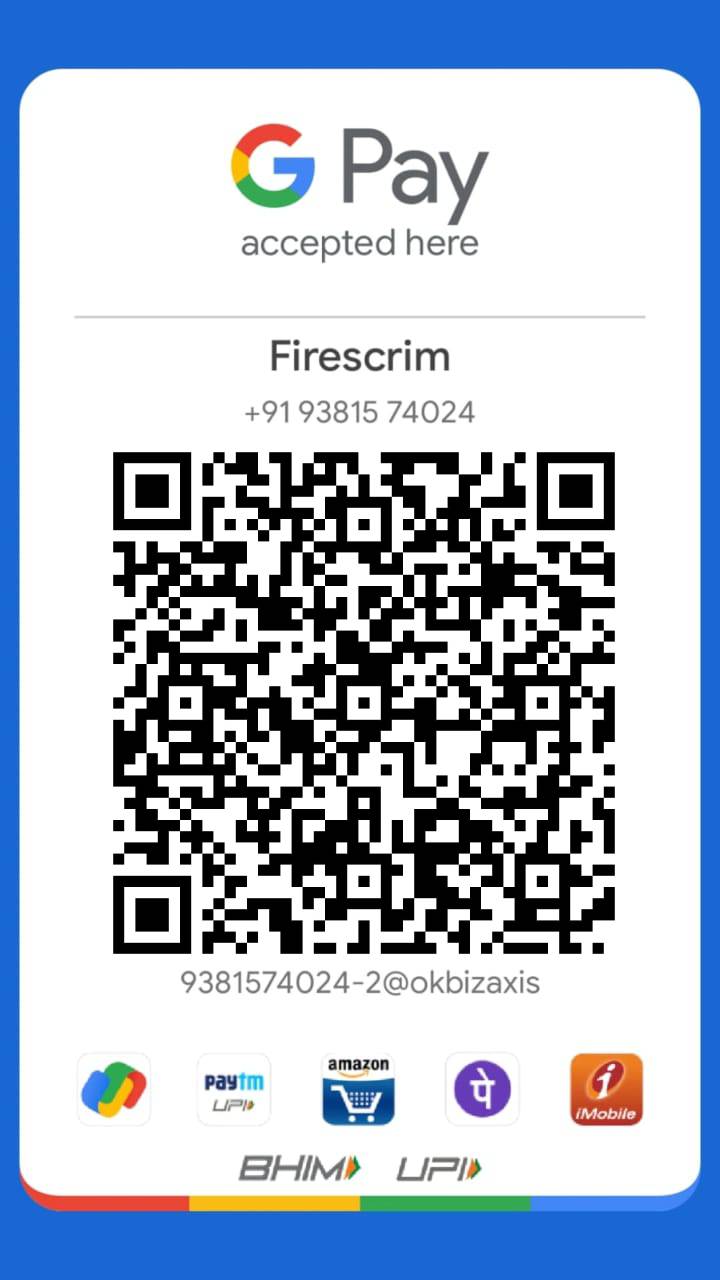 G Pay
accepted here
Firescrim
+91 93815 74024
9381574024-2@okbizaxis
paytm
UPI
amazon
पे
i
iMobile
BHIM UPI